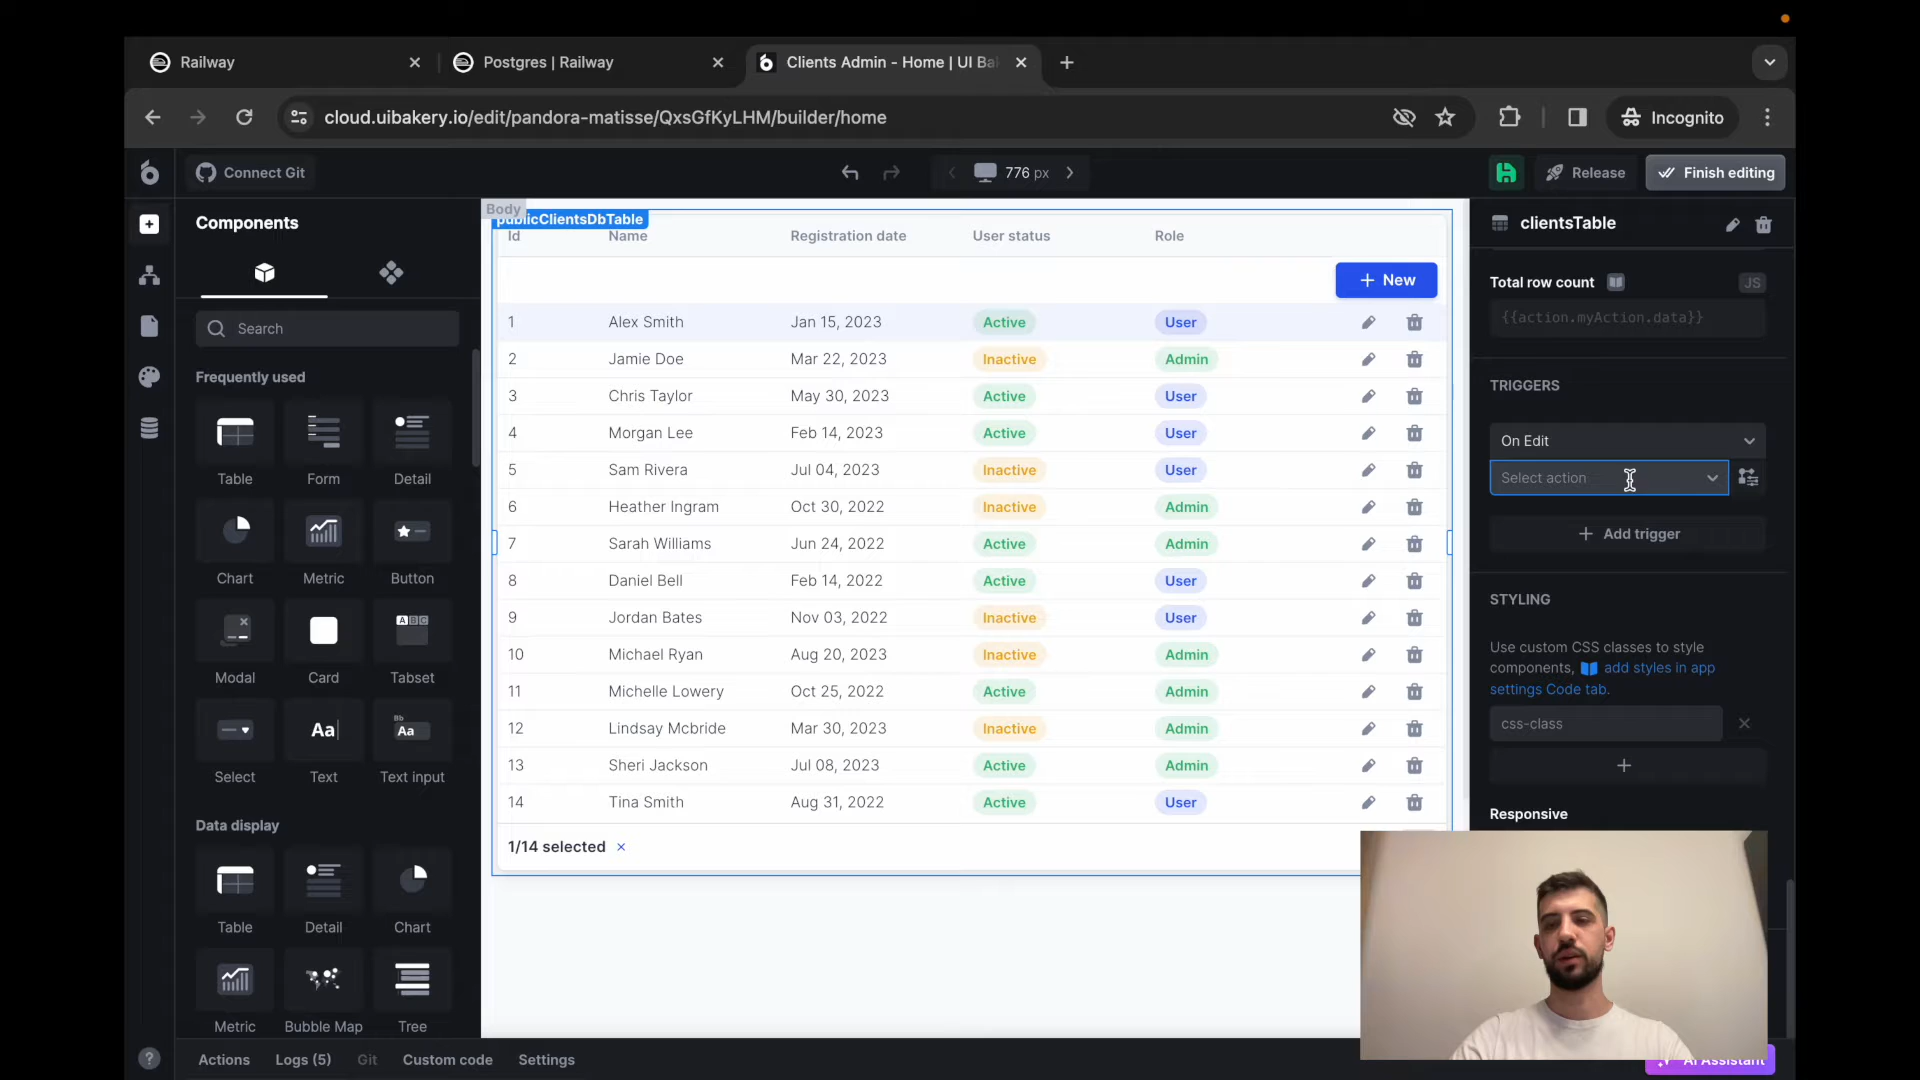 Railway
Postgres | Railway
Clients Admin - Home | UI Ba
cloud.uibakery.io/edit/pandora-matisse/QxsGfKyLHM/builder/home
Incognito
Connect Git
776 px
Release
Finish editing
Components
Search
Frequently used
Table
Form
Detail
Chart
Metric
Button
Modal
Card
Tabset
Select
Text
Text input
Data display
Table
Detail
Chart
Metric
Bubble Map
Tree
Body
publicClientsDbTable
Id Name Registration date User status Role
+ New
1 Alex Smith Jan 15, 2023 Active User
2 Jamie Doe Mar 22, 2023 Inactive Admin
3 Chris Taylor May 30, 2023 Active User
4 Morgan Lee Feb 14, 2023 Active User
5 Sam Rivera Jul 04, 2023 Inactive User
6 Heather Ingram Oct 30, 2022 Inactive Admin
7 Sarah Williams Jun 24, 2022 Active Admin
8 Daniel Bell Feb 14, 2022 Active User
9 Jordan Bates Nov 03, 2022 Inactive User
10 Michael Ryan Aug 20, 2023 Inactive Admin
11 Michelle Lowery Oct 25, 2022 Active Admin
12 Lindsay Mcbride Mar 30, 2023 Inactive Admin
13 Sheri Jackson Jul 08, 2023 Active Admin
14 Tina Smith Aug 31, 2022 Active User
1/14 selected ×
clientsTable
Total row count
JS
{{action.myAction.data}}
TRIGGERS
On Edit
Select action
+ Add trigger
STYLING
Use custom CSS classes to style
components, add styles in app
settings Code tab.
css-class
Responsive
Actions
Logs (5)
Git
Custom code
Settings
AI Assistant